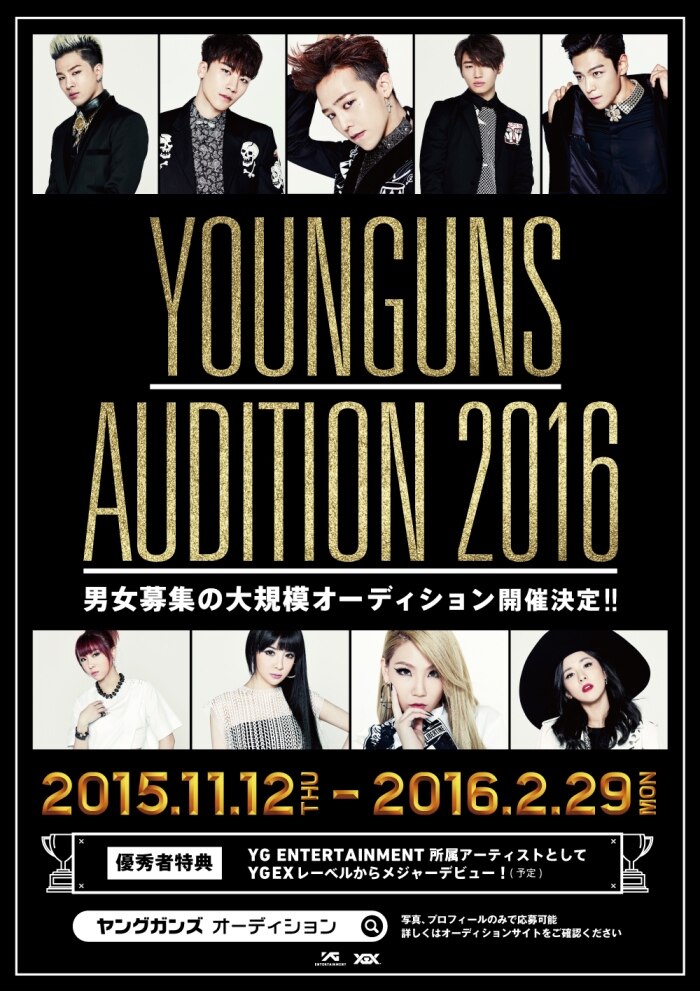 YOUNGUNS
AUDITION 2016
男女募集の大規模オーディション開催決定!!
2015.11.12 THU - 2016.2.29 MON
優秀者特典
YG ENTERTAINMENT 所属アーティストとして
YGEXレーベルからメジャーデビュー!(予定)
ヤングガンズ オーディション
写真、プロフィールのみで応募可能
詳しくはオーディションサイトをご確認ください
YG
ENTERTAINMENT
YGEX